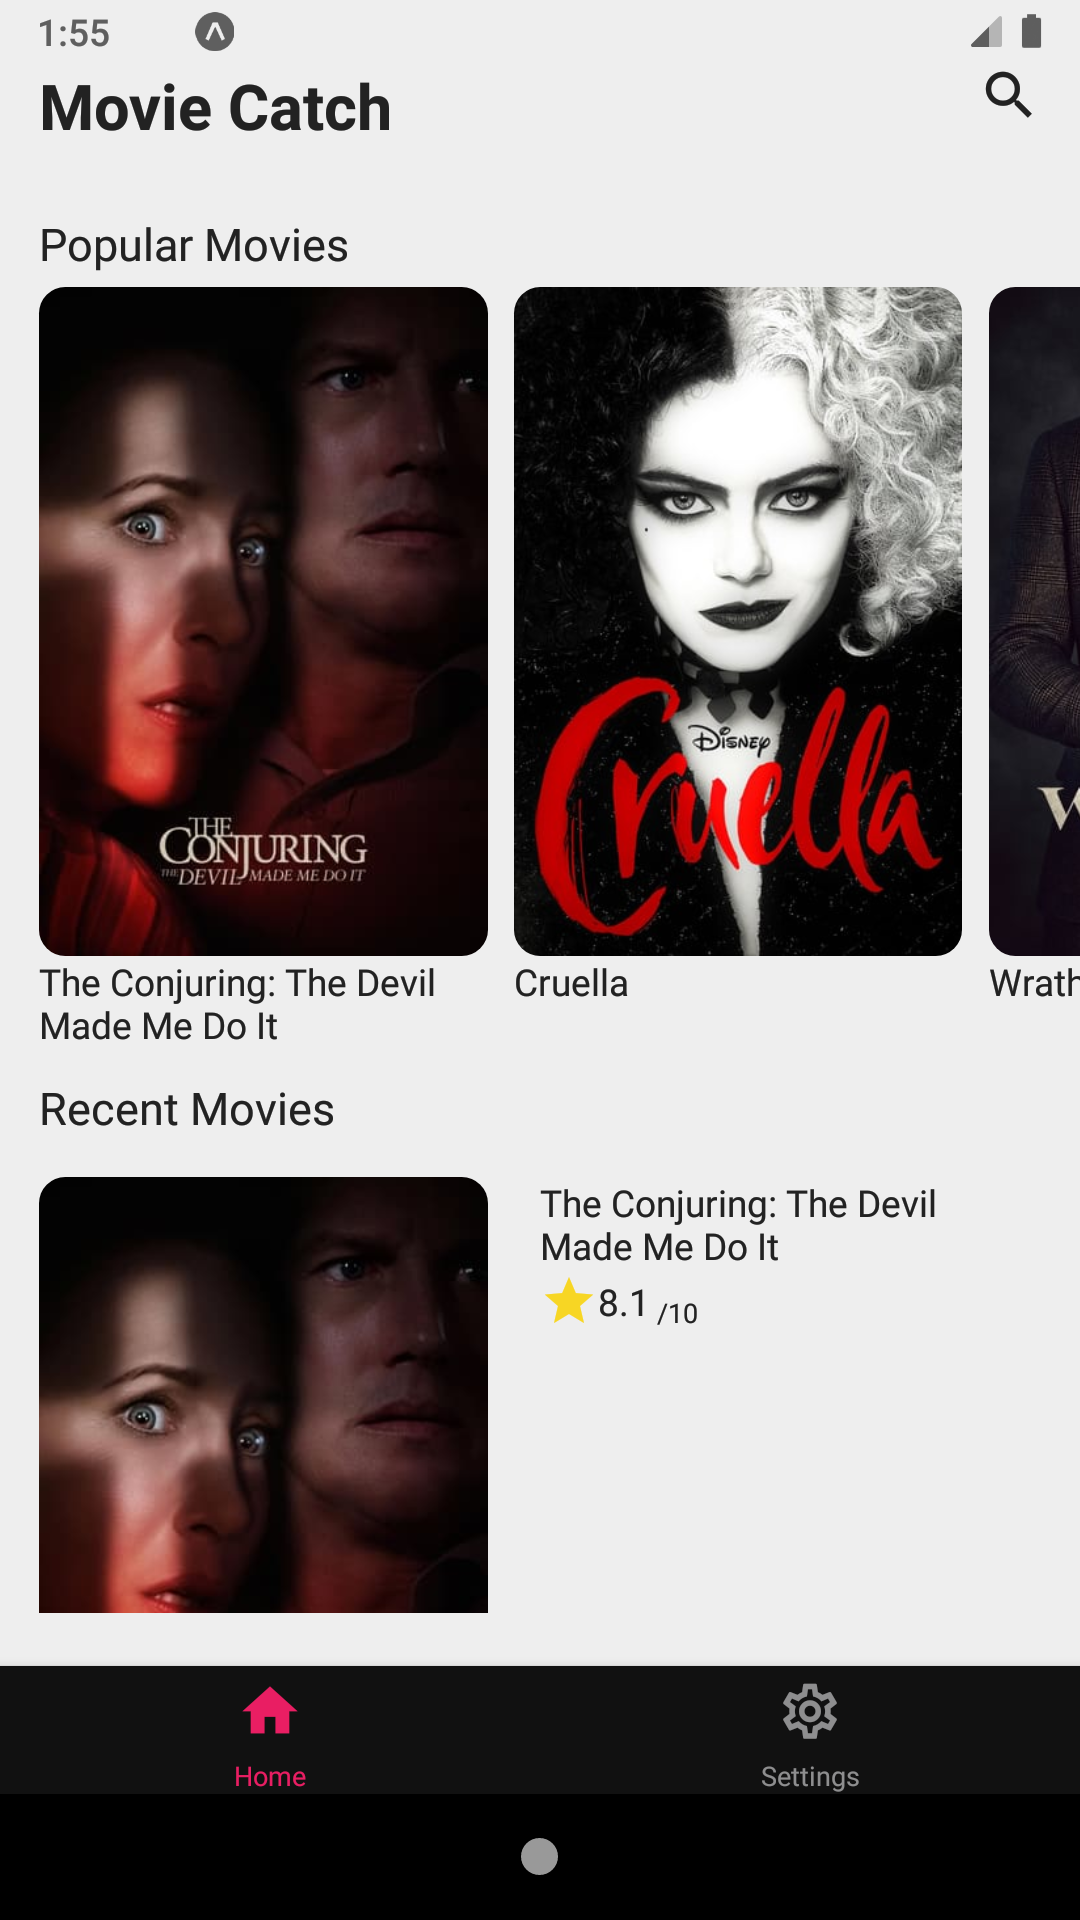 1:55
Movie Catch
Popular Movies
THE
CONJURING
THE DEVIL MADE ME DO IT
DISNEY
Cruella
W
The Conjuring: The Devil
Made Me Do It
Cruella
Wrath
Recent Movies
The Conjuring: The Devil
Made Me Do It
8.1 /10
Home
Settings